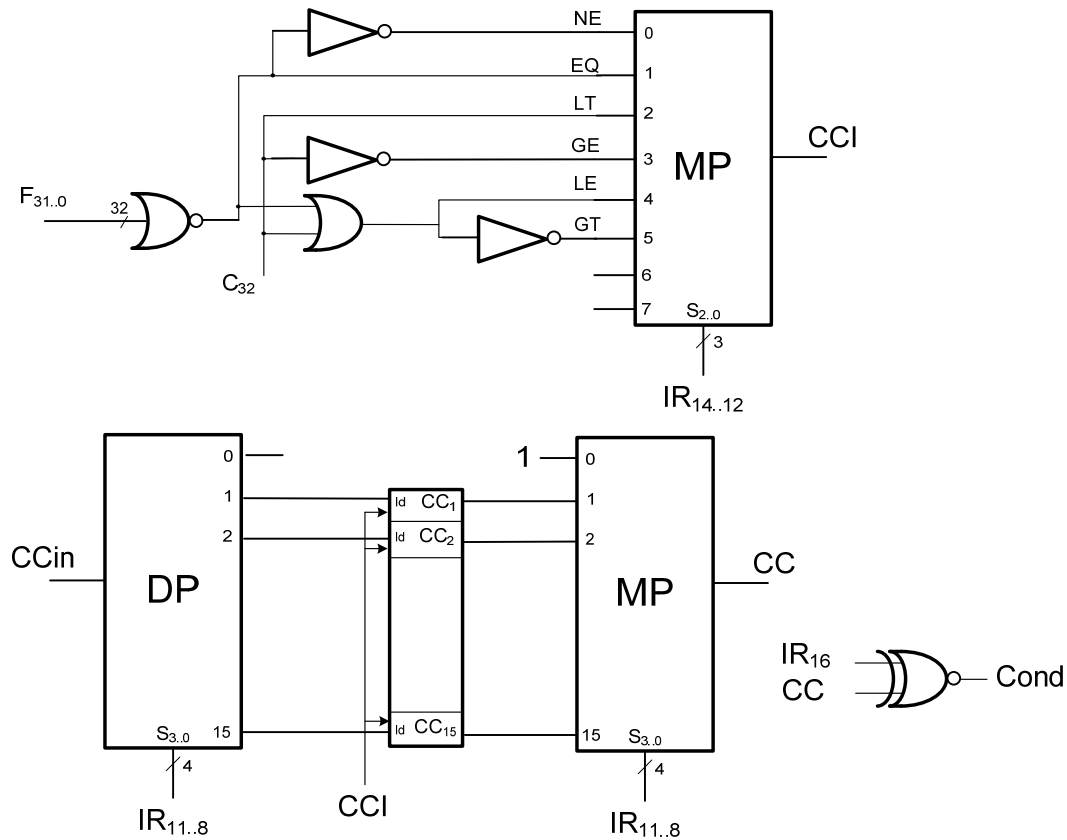 NE
0
EQ
1
LT
2
GE
3
MP
CCI
F31..0
32
LE
4
GT
5
C32
6
7
S2..0
3
IR14..12
0
1
0
1
ld CC1
1
2
ld CC2
2
CCin
DP
MP
CC
IR16
CC
Cond
S3..0
15
ld CC15
15
S3..0
4
4
CCI
IR11..8
IR11..8